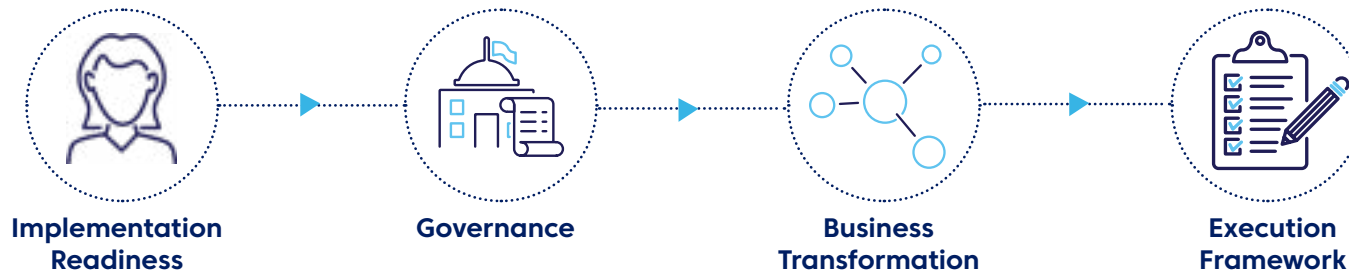 Implementation
Readiness
Governance
Business
Transformation
Execution
Framework